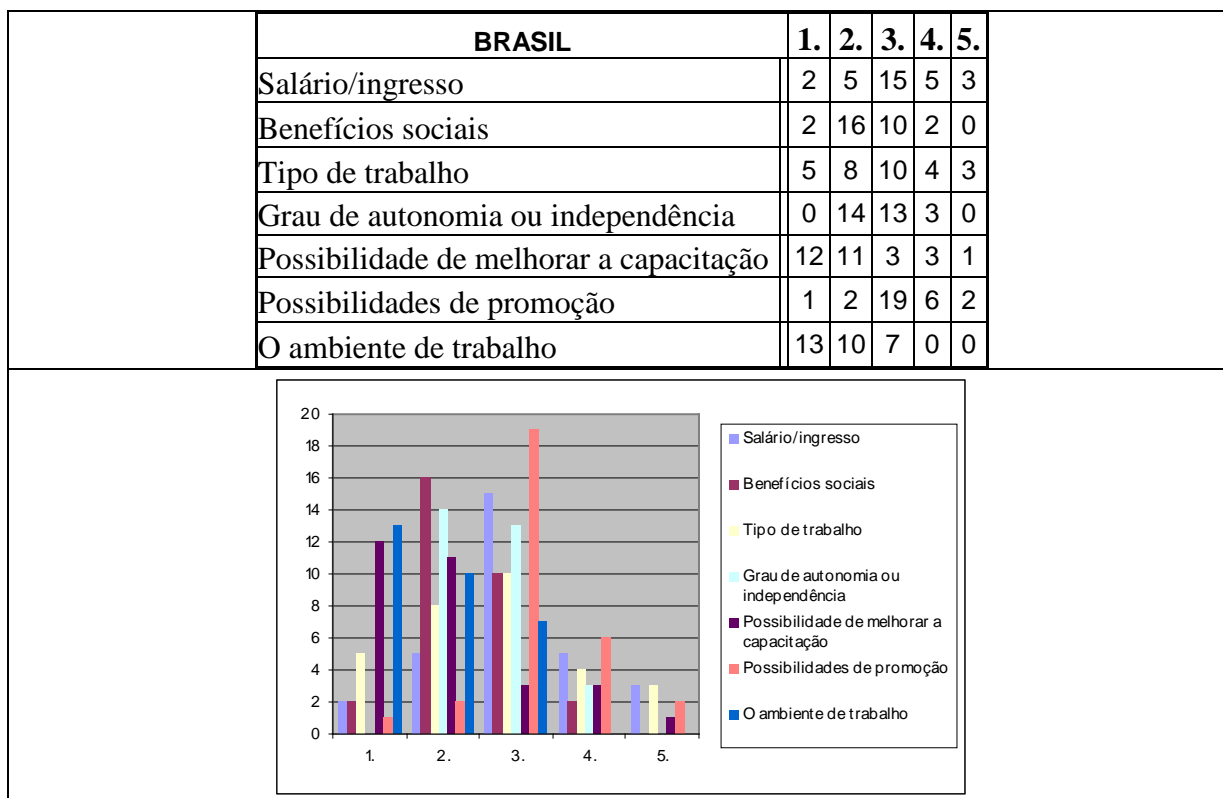 BRASIL 1. 2. 3. 4. 5.
Salário/ingresso 2 5 15 5 3
Benefícios sociais 2 16 10 2 0
Tipo de trabalho 5 8 10 4 3
Grau de autonomia ou independência 0 14 13 3 0
Possibilidade de melhorar a capacitação 12 11 3 3 1
Possibilidades de promoção 1 2 19 6 2
O ambiente de trabalho 13 10 7 0 0
20
18
16
14
12
10
8
6
4
2
0
1. 2. 3. 4. 5.
Salário/ingresso
Benefícios sociais
Tipo de trabalho
Grau de autonomia ou
independência
Possibilidade de melhorar a
capacitação
Possibilidades de promoção
O ambiente de trabalho